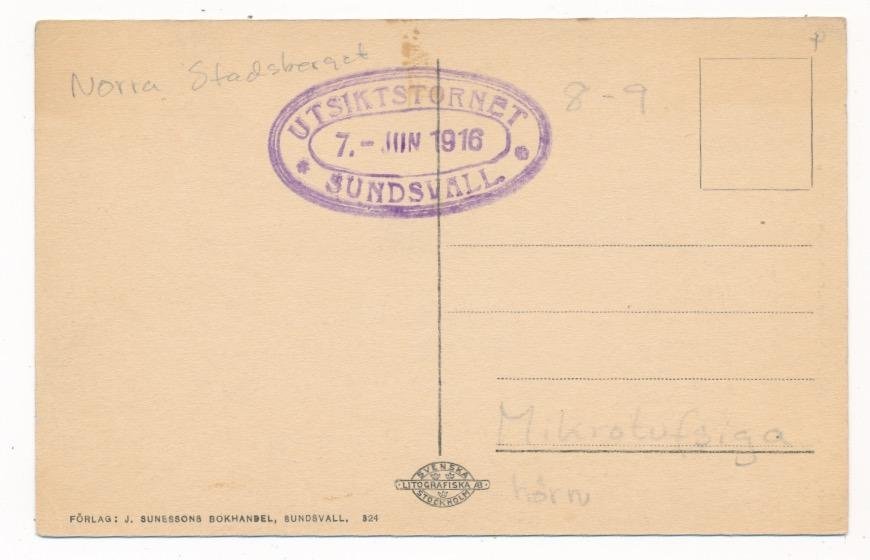 Norra Stadsberget
UTSIKTSTORNET
7. - JUN 1916
* SUNDSVALL. *
8-9
Mikrotufsiga
hörn
SVENSKA
LITOGRAFISKA AB
STOCKHOLM
FÖRLAG: J. SUNESSONS BOKHANDEL, SUNDSVALL. 324